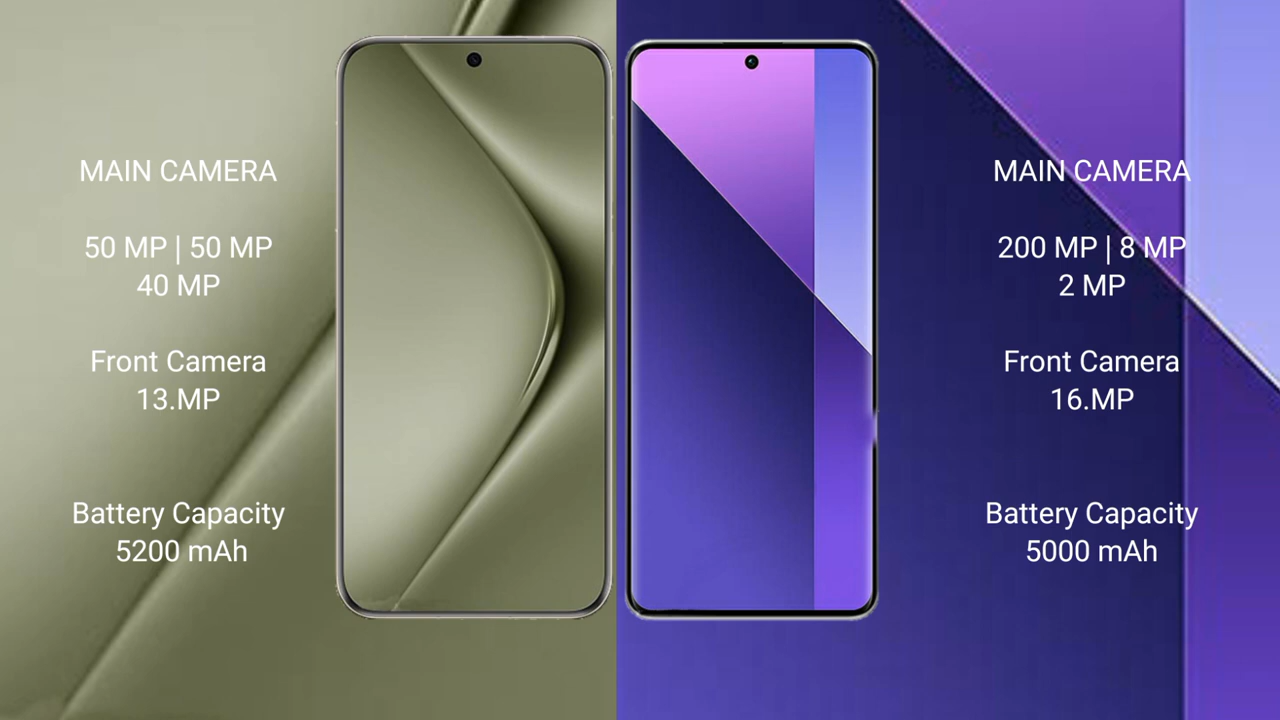 MAIN CAMERA
50 MP | 50 MP
40 MP
Front Camera
13.MP
Battery Capacity
5200 mAh
MAIN CAMERA
200 MP | 8 MP
2 MP
Front Camera
16.MP
Battery Capacity
5000 mAh